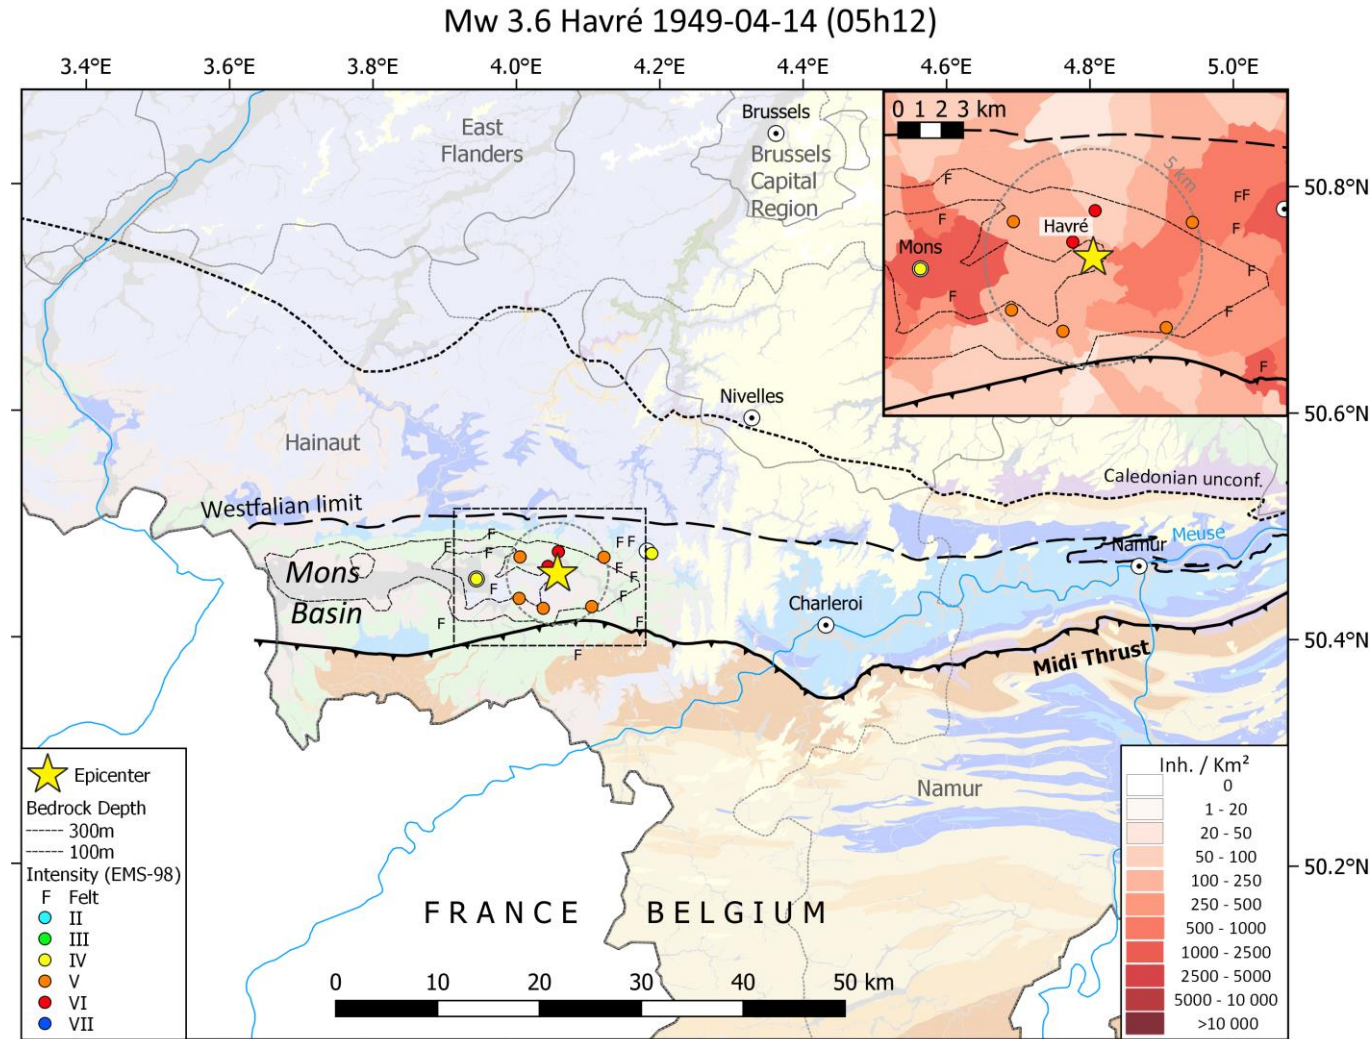 Mw 3.6 Havré 1949-04-14 (05h12)
3.4°E 3.6°E 3.8°E 4.0°E 4.2°E 4.4°E 4.6°E 4.8°E 5.0°E
50.8°N
50.6°N
50.4°N
50.2°N
East
Flanders
Brussels
Brussels
Capital
Region
0 1 2 3 km
5 km
F
F F
F
F
Havré
Mons
F
F
F
F
Nivelles
Hainaut
Caledonian unconf.
Westfalian limit
Meuse
Namur
F
F
F
F F
F
F
F
F
F
F
F
Mons
Basin
Charleroi
Midi Thrust
Namur
FRANCE
BELGIUM
0 10 20 30 40 50 km
Epicenter
Bedrock Depth
300m
100m
Intensity (EMS-98)
F Felt
II
III
IV
V
VI
VII
Inh. / Km²
0
1 - 20
20 - 50
50 - 100
100 - 250
250 - 500
500 - 1000
1000 - 2500
2500 - 5000
5000 - 10 000
>10 000